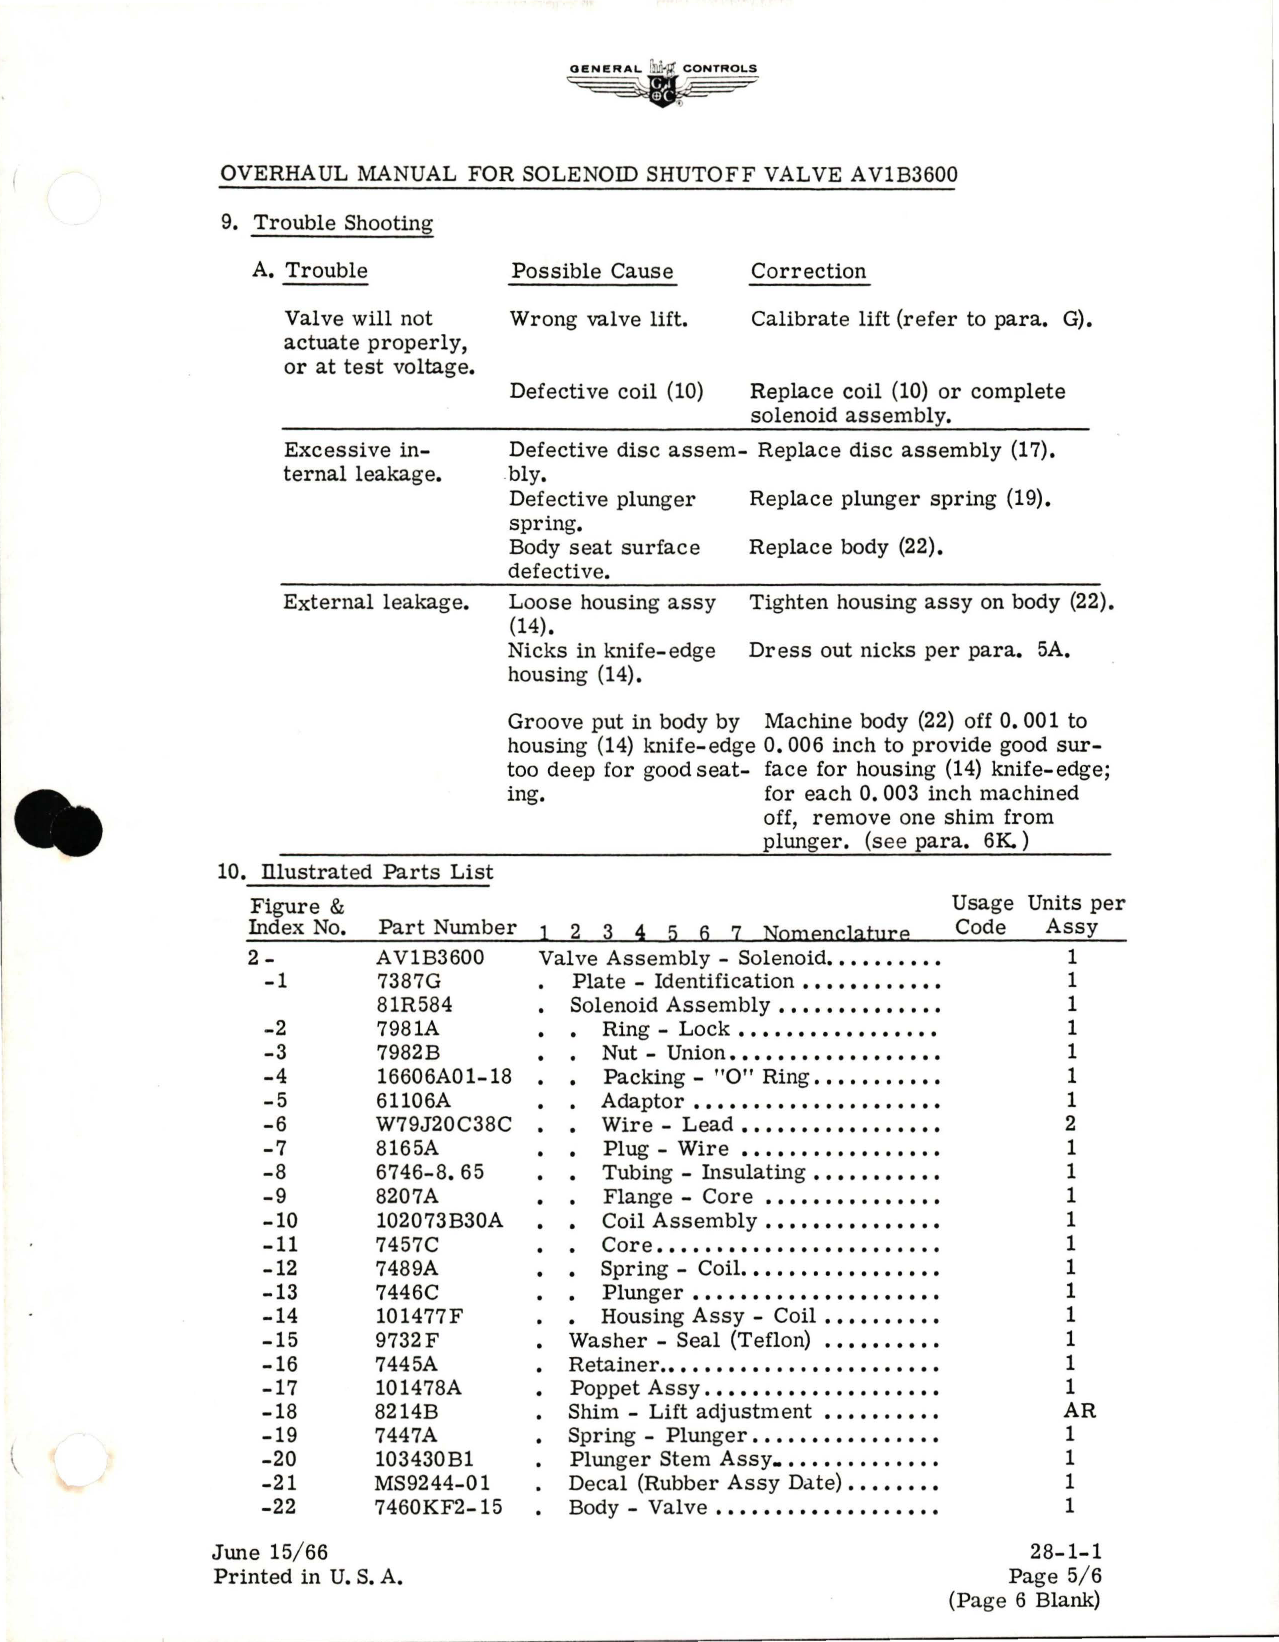 GENERAL CONTROLS
OVERHAUL MANUAL FOR SOLENOID SHUTOFF VALVE AV1B3600
9. Trouble Shooting
A. Trouble Possible Cause Correction
Valve will not Wrong valve lift. Calibrate lift (refer to para. G).
actuate properly,
or at test voltage.
Defective coil (10) Replace coil (10) or complete
solenoid assembly.
Excessive in- Defective disc assem- Replace disc assembly (17).
ternal leakage. bly.
Defective plunger Replace plunger spring (19).
spring.
Body seat surface Replace body (22).
defective.
External leakage. Loose housing assy Tighten housing assy on body (22).
(14).
Nicks in knife-edge Dress out nicks per para. 5A.
housing (14).
Groove put in body by Machine body (22) off 0.001 to
housing (14) knife-edge 0.006 inch to provide good sur-
too deep for good seat- face for housing (14) knife-edge;
ing. for each 0.003 inch machined
off, remove one shim from
plunger. (see para. 6K.)
10. Illustrated Parts List
Figure & Usage Units per
Index No. Part Number 1 2 3 4 5 6 7 Nomenclature Code Assy
2- AV1B3600 Valve Assembly - Solenoid.......... 1
-1 7387G . Plate - Identification ............ 1
81R584 . Solenoid Assembly .............. 1
-2 7981A . . Ring - Lock ................. 1
-3 7982B . . Nut - Union.................. 1
-4 16606A01-18 . . Packing - "O" Ring........... 1
-5 61106A . . Adaptor ..................... 1
-6 W79J20C38C . . Wire - Lead ................. 2
-7 8165A . . Plug - Wire ................. 1
-8 6746-8.65 . . Tubing - Insulating ........... 1
-9 8207A . . Flange - Core ............... 1
-10 102073B30A . . Coil Assembly ............... 1
-11 7457C . . Core........................ 1
-12 7489A . . Spring - Coil................. 1
-13 7446C . . Plunger ..................... 1
-14 101477F . . Housing Assy - Coil .......... 1
-15 9732F . Washer - Seal (Teflon) .......... 1
-16 7445A . Retainer........................ 1
-17 101478A . Poppet Assy.................... 1
-18 8214B . Shim - Lift adjustment .......... AR
-19 7447A . Spring - Plunger................ 1
-20 103430B1 . Plunger Stem Assy.............. 1
-21 MS9244-01 . Decal (Rubber Assy Date)........ 1
-22 7460KF2-15 . Body - Valve ................... 1
June 15/66 28-1-1
Printed in U.S.A. Page 5/6
(Page 6 Blank)